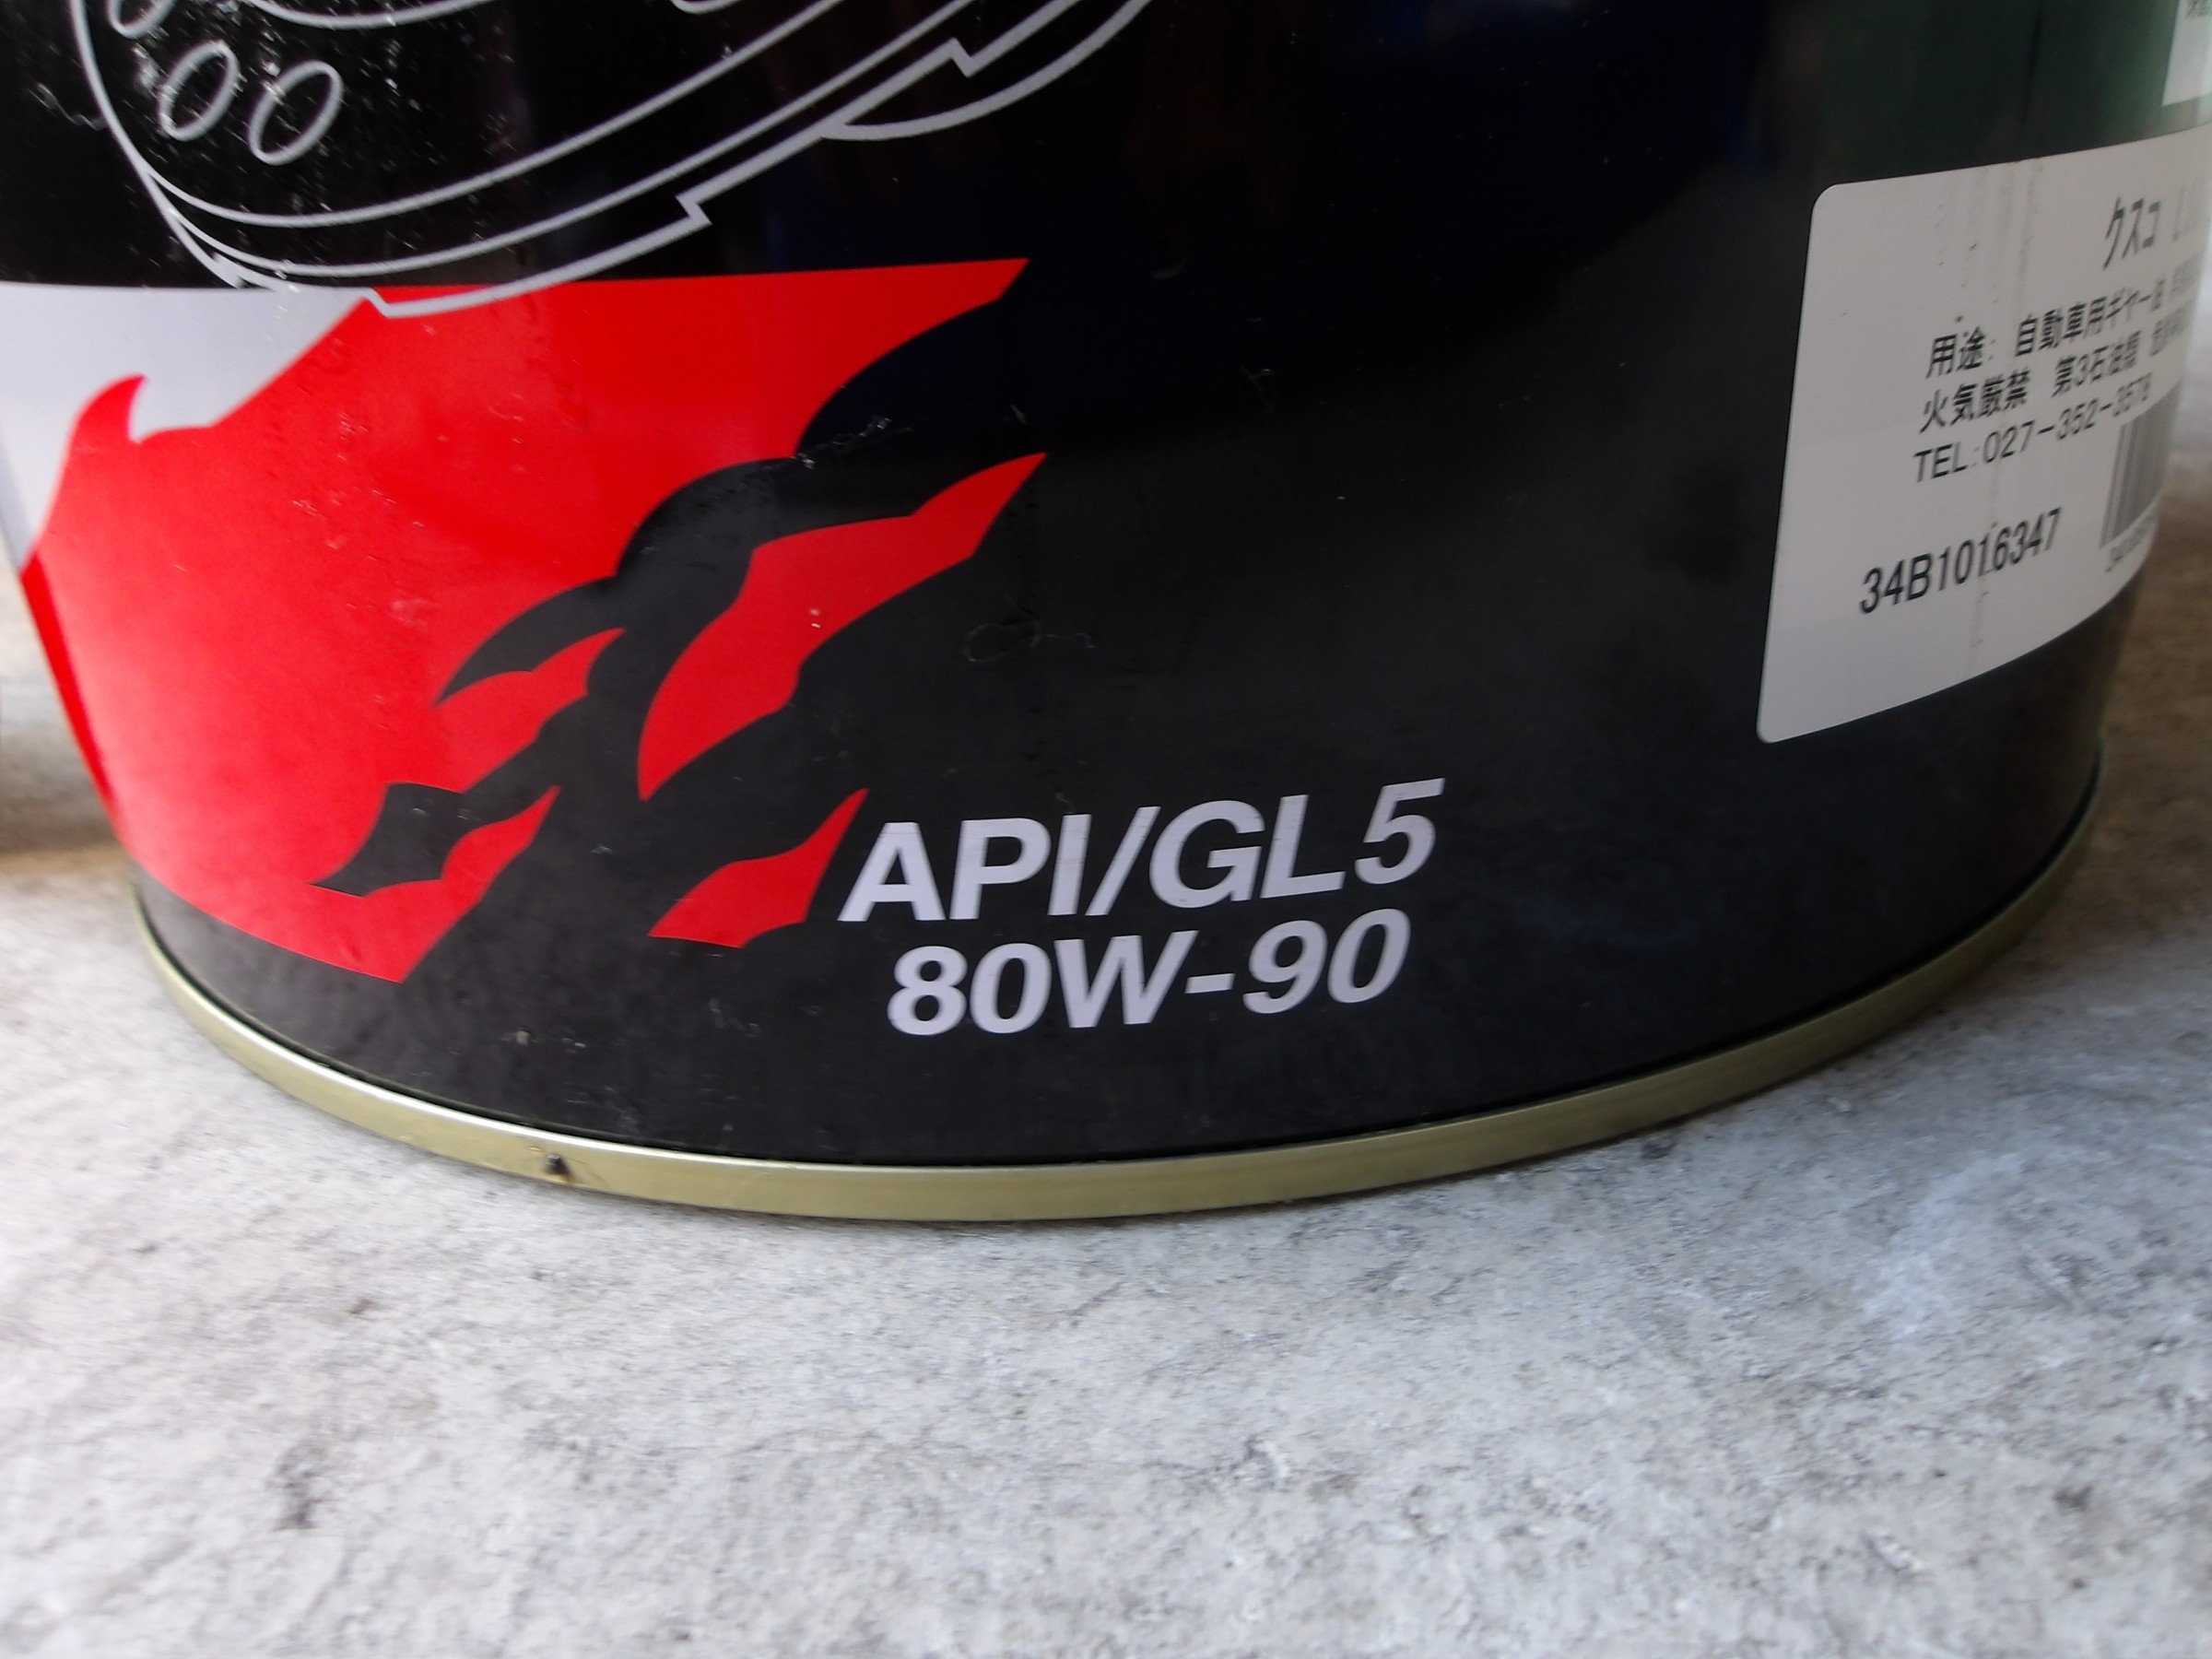 クスコ
用途: 自動車用ギヤー
火気厳禁 第3石油類
TEL:027-352-3578
34B1016347
API/GL5
80W-90